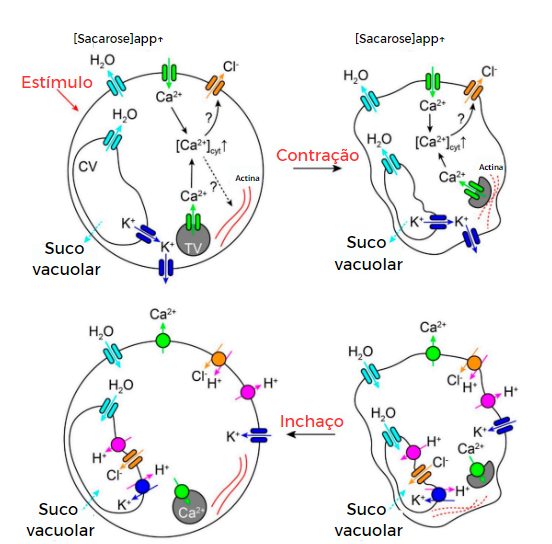 [Sacarose]app↑
H₂O
Cl⁻
Estímulo
Ca²⁺
H₂O
?
[Ca²⁺]cyt↑
CV
Ca²⁺
?
Actina
K⁺
K⁺
TV
Suco
vacuolar
Contração
[Sacarose]app↑
H₂O
Cl⁻
Ca²⁺
?
H₂O
[Ca²⁺]cyt↑
Actina
Ca²⁺
K⁺
K⁺
Suco
vacuolar
Ca²⁺
H₂O
Cl⁻
H⁺
H⁺
H₂O
K⁺
H⁺
Cl⁻
H⁺
K⁺
Ca²⁺
Suco
vacuolar
Inchaço
Ca²⁺
H₂O
Cl⁻
H⁺
H⁺
H₂O
K⁺
H⁺
Ca²⁺
Cl⁻
H⁺
K⁺
Suco
vacuolar